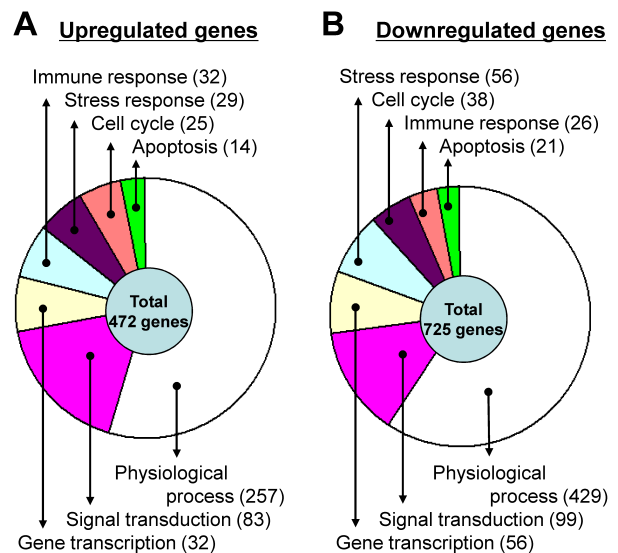 A
Upregulated genes
Immune response (32)
Stress response (29)
Cell cycle (25)
Apoptosis (14)
Total
472 genes
Physiological
process (257)
Signal transduction (83)
Gene transcription (32)
B
Downregulated genes
Stress response (56)
Cell cycle (38)
Immune response (26)
Apoptosis (21)
Total
725 genes
Physiological
process (429)
Signal transduction (99)
Gene transcription (56)